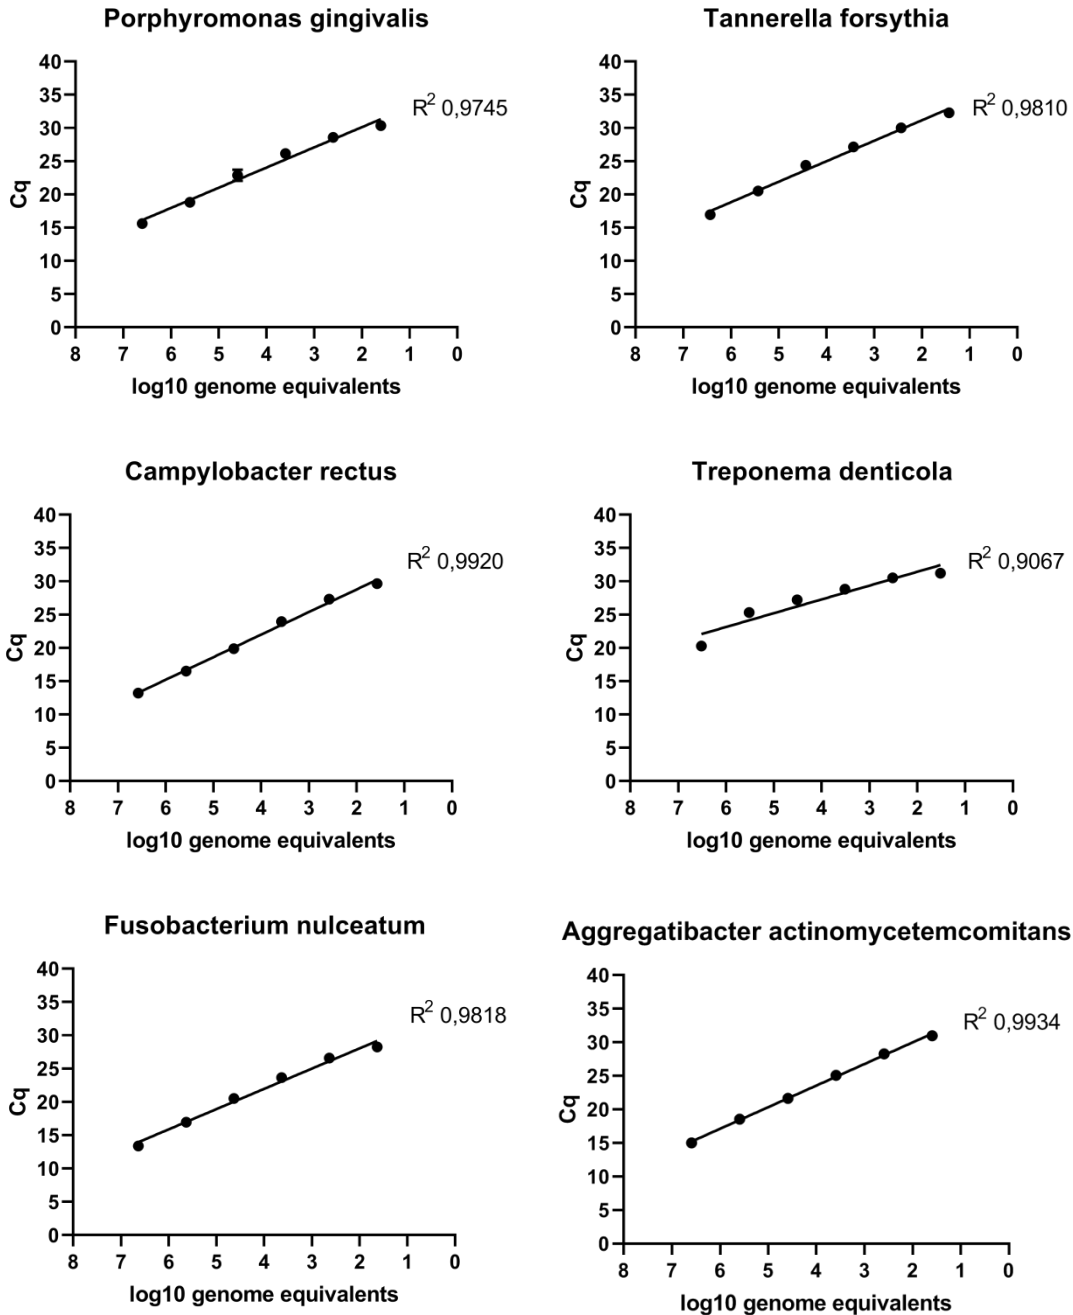 Porphyromonas gingivalis
40
35
30
25
20
15
10
5
0
Cq
R2 0,9745
8 7 6 5 4 3 2 1 0
log10 genome equivalents
Tannerella forsythia
40
35
30
25
20
15
10
5
0
Cq
R2 0,9810
8 7 6 5 4 3 2 1 0
log10 genome equivalents
Campylobacter rectus
40
35
30
25
20
15
10
5
0
Cq
R2 0,9920
8 7 6 5 4 3 2 1 0
log10 genome equivalents
Treponema denticola
40
35
30
25
20
15
10
5
0
Cq
R2 0,9067
8 7 6 5 4 3 2 1 0
log10 genome equivalents
Fusobacterium nulceatum
40
35
30
25
20
15
10
5
0
Cq
R2 0,9818
8 7 6 5 4 3 2 1 0
log10 genome equivalents
Aggregatibacter actinomycetemcomitans
40
35
30
25
20
15
10
5
0
Cq
R2 0,9934
8 7 6 5 4 3 2 1 0
log10 genome equivalents